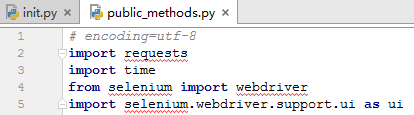 init.py public_methods.py
1 # encoding=utf-8
2 import requests
3 import time
4 from selenium import webdriver
5 import selenium.webdriver.support.ui as ui